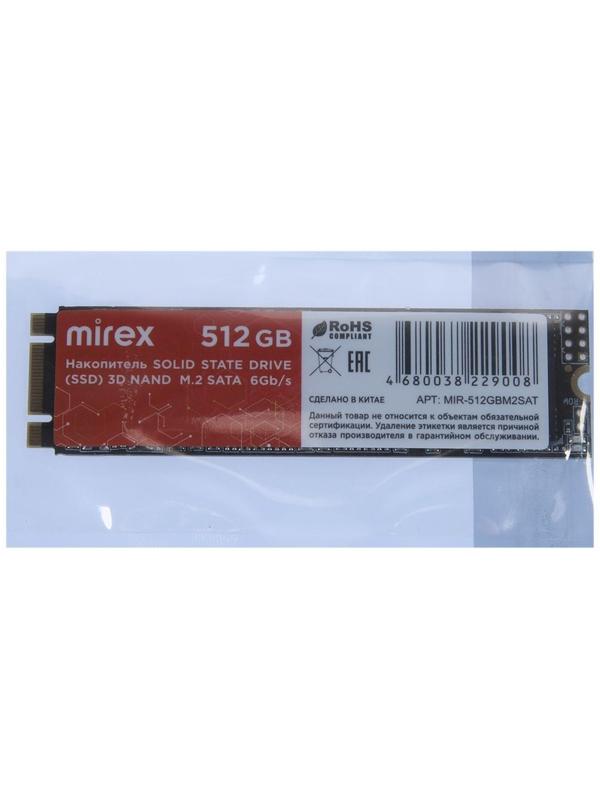 mirex 512 GB
Накопитель SOLID STATE DRIVE
(SSD) 3D NAND M.2 SATA 6Gb/s
RoHS
COMPLIANT
EAC
4 680038 229008
СДЕЛАНО В КИТАЕ АРТ: MIR-512GBM2SAT
Данный товар не относится к объектам обязательной
сертификации. Удаление этикетки является причиной
отказа производителя в гарантийном обслуживании.